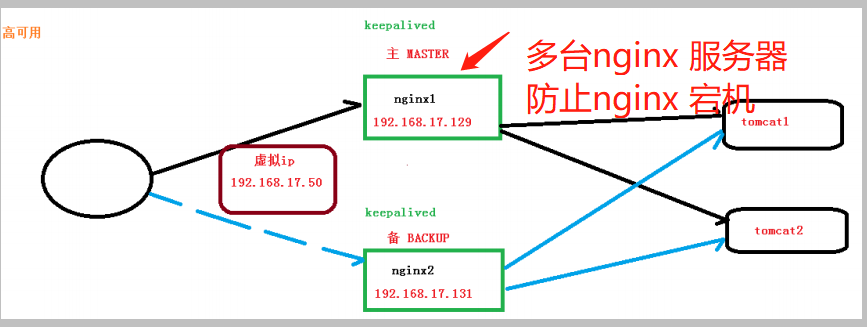 高可用
keepalived
主 MASTER
多台nginx 服务器
防止nginx 宕机
nginx1
192.168.17.129
tomcat1
虚拟ip
192.168.17.50
keepalived
备 BACKUP
tomcat2
nginx2
192.168.17.131